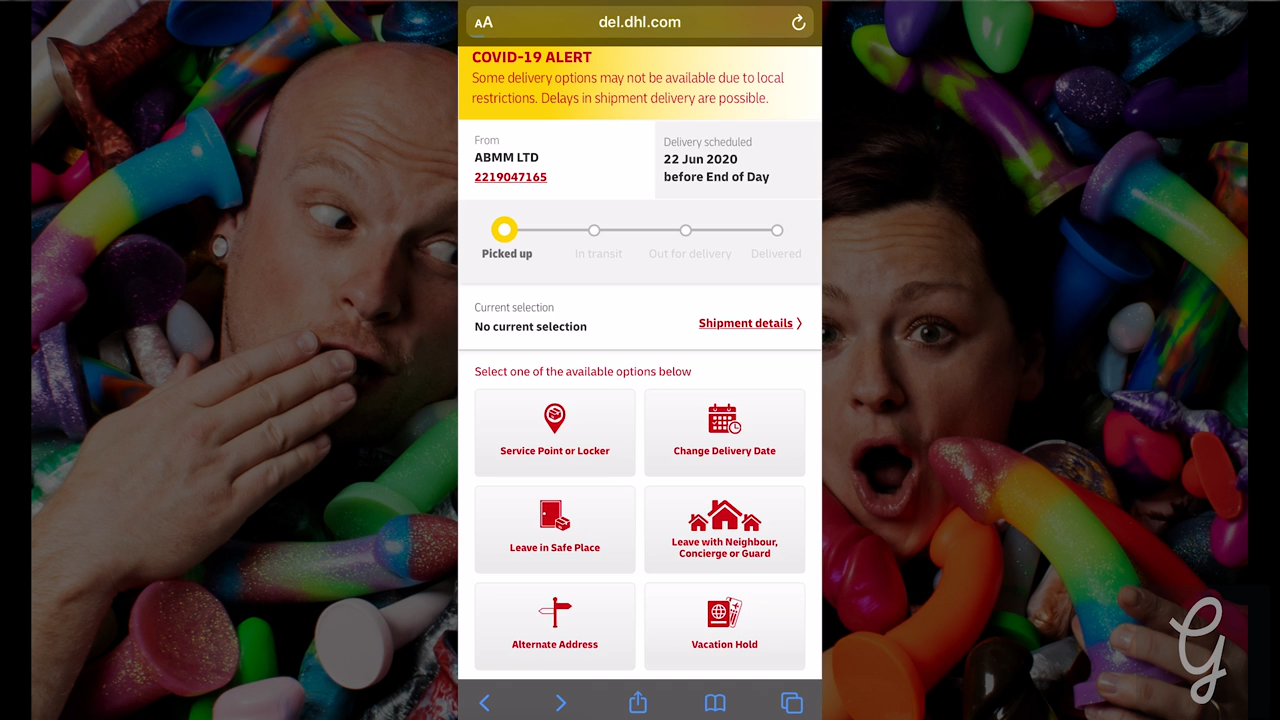 AA
del.dhl.com
COVID-19 ALERT
Some delivery options may not be available due to local
restrictions. Delays in shipment delivery are possible.
From
ABMM LTD
2219047165
Delivery scheduled
22 Jun 2020
before End of Day
Picked up
In transit
Out for delivery
Delivered
Current selection
No current selection
Shipment details
Select one of the available options below
Service Point or Locker
Change Delivery Date
Leave in Safe Place
Leave with Neighbour,
Concierge or Guard
Alternate Address
Vacation Hold
G